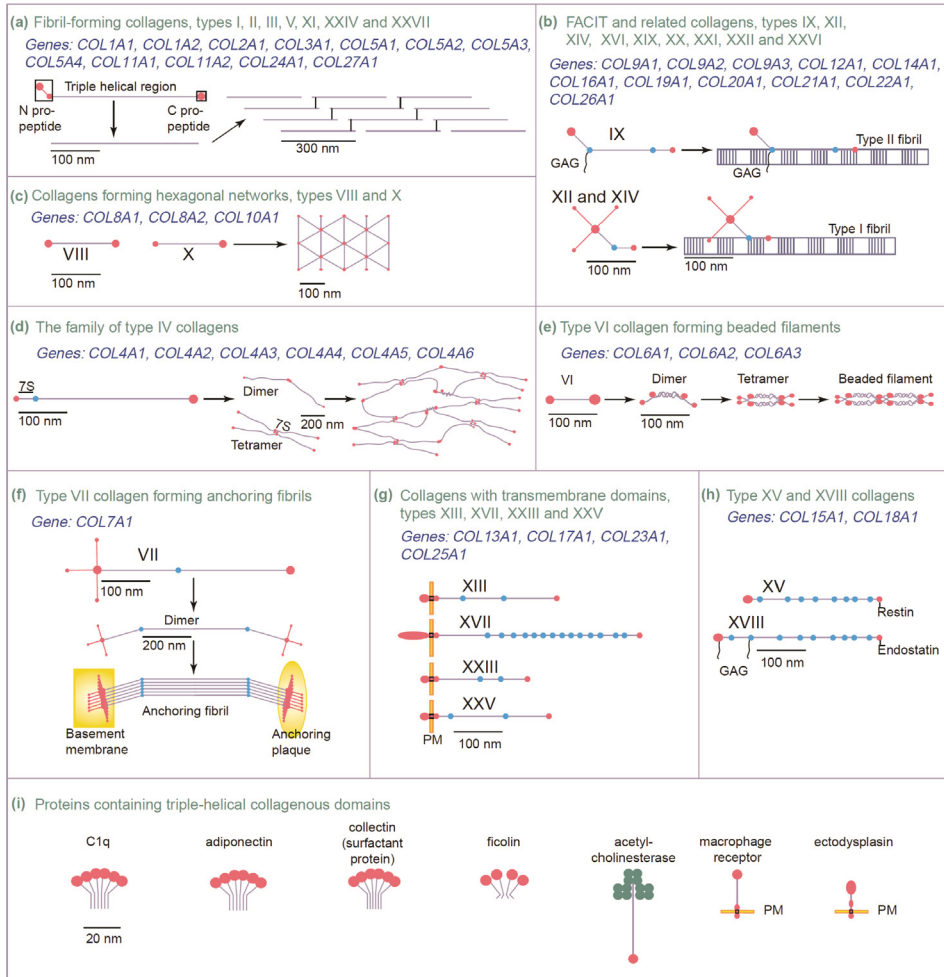 (a) Fibril-forming collagens, types I, II, III, V, XI, XXIV and XXVII
Genes: COL1A1, COL1A2, COL2A1, COL3A1, COL5A1, COL5A2, COL5A3,
COL5A4, COL11A1, COL11A2, COL24A1, COL27A1
Triple helical region
N pro-
peptide
C pro-
peptide
100 nm
300 nm
(b) FACIT and related collagens, types IX, XII,
XIV, XVI, XIX, XX, XXI, XXII and XXVI
Genes: COL9A1, COL9A2, COL9A3, COL12A1, COL14A1,
COL16A1, COL19A1, COL20A1, COL21A1, COL22A1,
COL26A1
IX
GAG
Type II fibril
GAG
XII and XIV
Type I fibril
100 nm
100 nm
(c) Collagens forming hexagonal networks, types VIII and X
Genes: COL8A1, COL8A2, COL10A1
VIII
X
100 nm
100 nm
(d) The family of type IV collagens
Genes: COL4A1, COL4A2, COL4A3, COL4A4, COL4A5, COL4A6
7S
100 nm
Dimer
200 nm
7S
Tetramer
(e) Type VI collagen forming beaded filaments
Genes: COL6A1, COL6A2, COL6A3
VI
Dimer
Tetramer
Beaded filament
100 nm
100 nm
(f) Type VII collagen forming anchoring fibrils
Gene: COL7A1
VII
100 nm
Dimer
200 nm
Anchoring fibril
Basement
membrane
Anchoring
plaque
(g) Collagens with transmembrane domains,
types XIII, XVII, XXIII and XXV
Genes: COL13A1, COL17A1, COL23A1,
COL25A1
XIII
XVII
XXIII
XXV
PM
100 nm
(h) Type XV and XVIII collagens
Genes: COL15A1, COL18A1
XV
Restin
XVIII
Endostatin
GAG
100 nm
(i) Proteins containing triple-helical collagenous domains
C1q
adiponectin
collectin
(surfactant
protein)
ficolin
acetyl-
cholinesterase
macrophage
receptor
ectodysplasin
PM
PM
20 nm